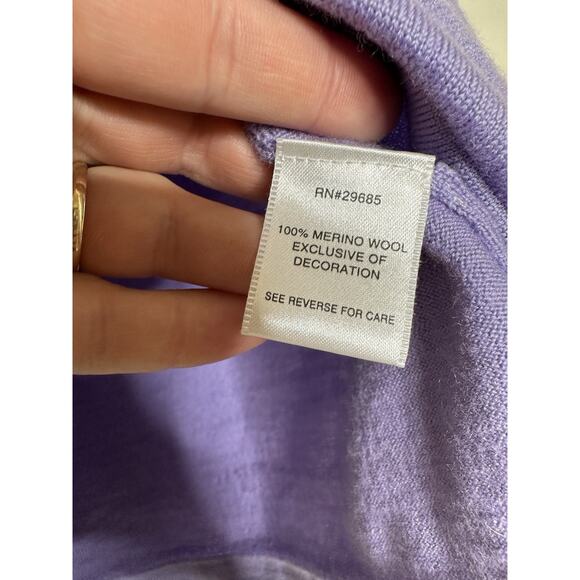 RN#29685
100% MERINO WOOL
EXCLUSIVE OF
DECORATION
SEE REVERSE FOR CARE